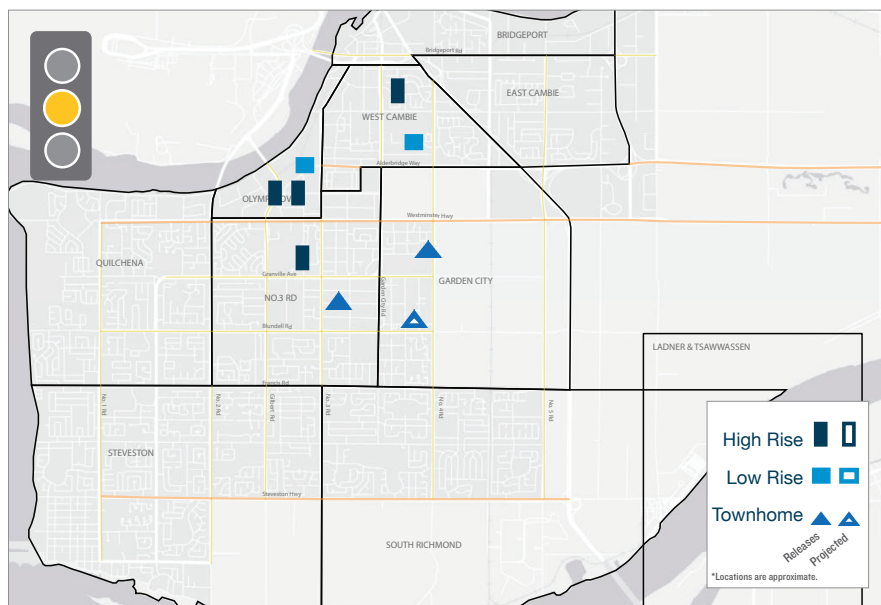 BRIDGEPORT
Bridgeport Rd
EAST CAMBIE
WEST CAMBIE
Alderbridge Way
Westminster Hwy
QUILCHENA
Granville Ave
GARDEN CITY
NO.3 RD
Garden City Rd
Blundell Rd
LADNER & TSAWWASSEN
Francis Rd
No. 1 Rd
No. 2 Rd
Gilbert Rd
No. 3 Rd
No. 4 Rd
No. 5 Rd
STEVESTON
Steveston Hwy
SOUTH RICHMOND
High Rise
Low Rise
Townhome
Releases
Projected
*Locations are approximate.